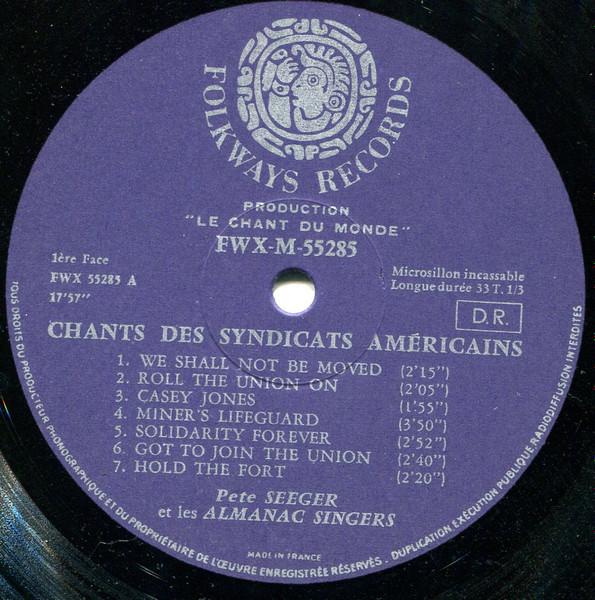 FOLKWAYS RECORDS
PRODUCTION
"LE CHANT DU MONDE"
FWX-M-55285
1ère Face
FWX 55285 A
17'57"
Microsillon incassable
Longue durée 33 T. 1/3
D.R.
CHANTS DES SYNDICATS AMÉRICAINS
1. WE SHALL NOT BE MOVED (2'15")
2. ROLL THE UNION ON (2'05")
3. CASEY JONES (1'55")
4. MINER'S LIFEGUARD (3'50")
5. SOLIDARITY FOREVER (2'52")
6. GOT TO JOIN THE UNION (2'40")
7. HOLD THE FORT (2'20")
Pete SEEGER
et les ALMANAC SINGERS
MADE IN FRANCE
TOUS DROITS DU PRODUCTEUR PHONOGRAPHIQUE ET DU PROPRIÉTAIRE DE L'ŒUVRE ENREGISTRÉE RÉSERVÉS - DUPLICATION EXÉCUTION PUBLIQUE, RADIODIFFUSION INTERDITES